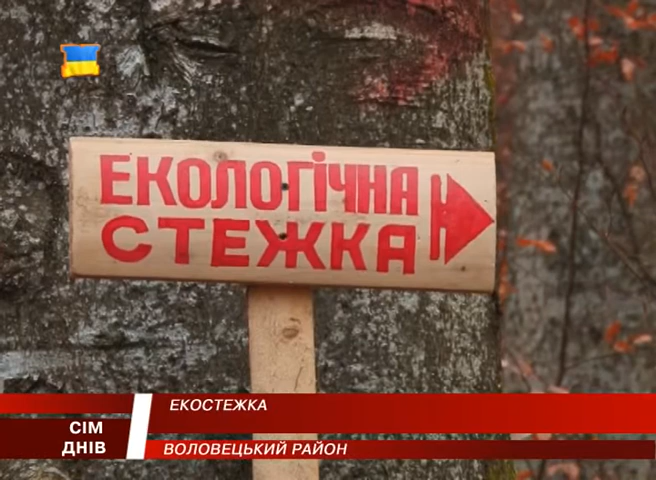 ЕКОЛОГІЧНА
СТЕЖКА
ЕКОСТЕЖКА
СІМ
ДНІВ
ВОЛОВЕЦЬКИЙ РАЙОН